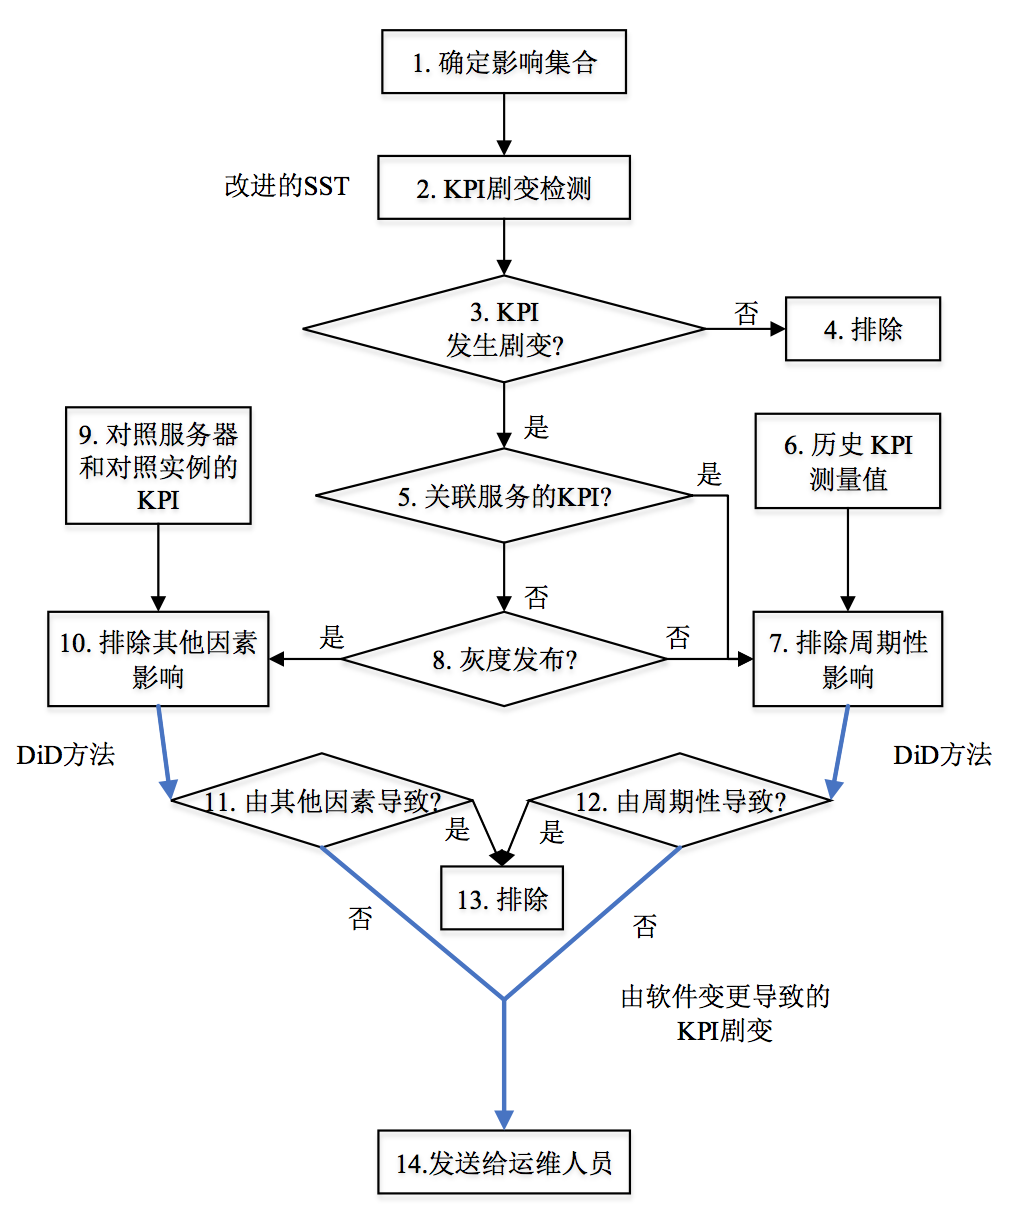 1. 确定影响集合
改进的SST
2. KPI剧变检测
3. KPI
发生剧变?
否
4. 排除
是
9. 对照服务器
和对照实例的
KPI
5. 关联服务的KPI?
是
6. 历史 KPI
测量值
否
10. 排除其他因素
影响
是
8. 灰度发布?
否
7. 排除周期性
影响
DiD方法
DiD方法
11. 由其他因素导致?
12. 由周期性导致?
是
是
13. 排除
否
否
由软件变更导致的
KPI剧变
14.发送给运维人员